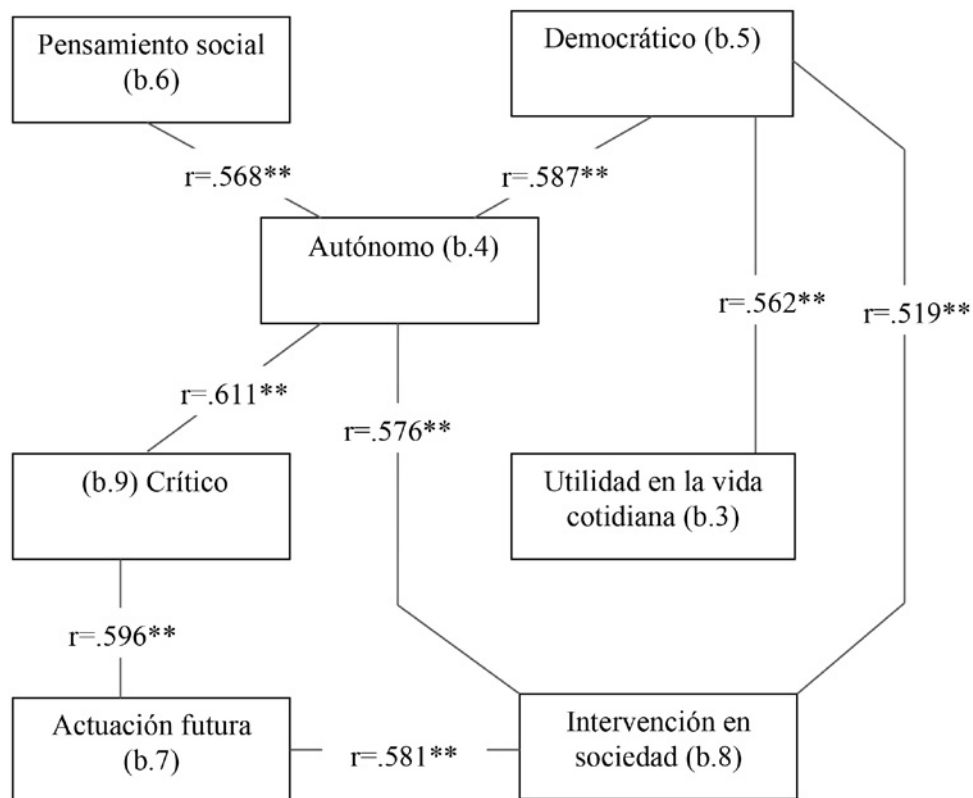 Pensamiento social
(b.6)
Democrático (b.5)
r=.568**
r=.587**
Autónomo (b.4)
r=.562**
r=.519**
r=.611**
r=.576**
(b.9) Crítico
Utilidad en la vida
cotidiana (b.3)
r=.596**
Actuación futura
(b.7)
r=.581**
Intervención en
sociedad (b.8)